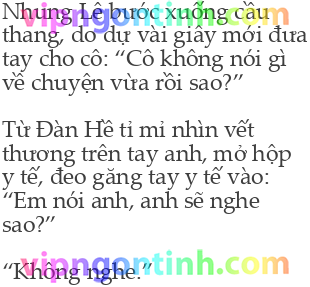 Nhung Lê bước xuống cầu
vipngontinh.com
thang, do dự vài giây mới đưa
tay cho cô: “Cô không nói gì
về chuyện vừa rồi sao?”
Từ Đàn Hề tỉ mỉ nhìn vết
thương trên tay anh, mở hộp
y tế, đeo găng tay y tế vào:
“Em nói anh, anh sẽ nghe
sao?”
vipngontinh.com
“Không nghe.”